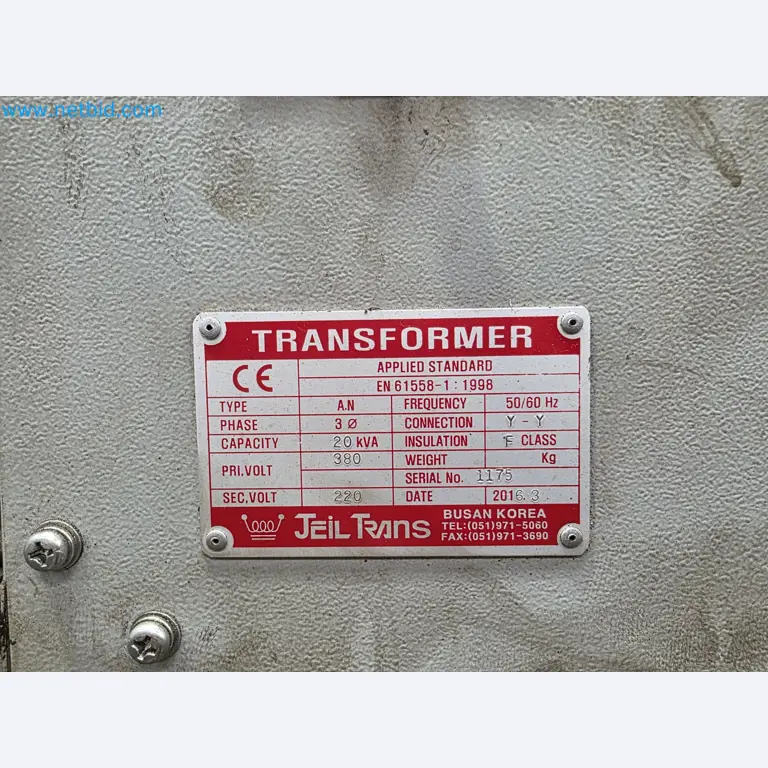 www.netbid.com
TRANSFORMER
CE
APPLIED STANDARD
EN 61558-1 : 1998
TYPE A.N FREQUENCY 50/60 Hz
PHASE 3 Ø CONNECTION Y - Y
CAPACITY 20 kVA INSULATION F CLASS
PRI.VOLT 380 WEIGHT Kg
SERIAL No. 1175
SEC.VOLT 220 DATE 2016.3
JEIL TRANS
BUSAN KOREA
TEL:(051)971-5060
FAX:(051)971-3690